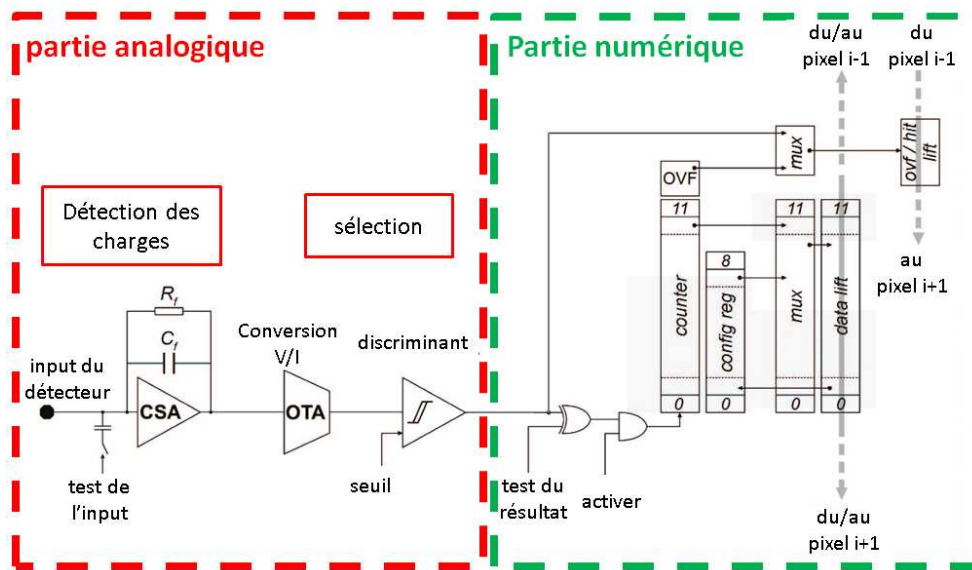 partie analogique
Partie numérique
du/au
pixel i-1
du
pixel i-1
mux
ovf / hit
lift
OVF
Détection des
charges
sélection
11
11
11
8
counter
config reg
mux
data lift
0
0
0
0
au
pixel i+1
Rf
Cf
Conversion
V/I
discriminant
input du
détecteur
CSA
OTA
test de
l'input
seuil
test du
résultat
activer
du/au
pixel i+1